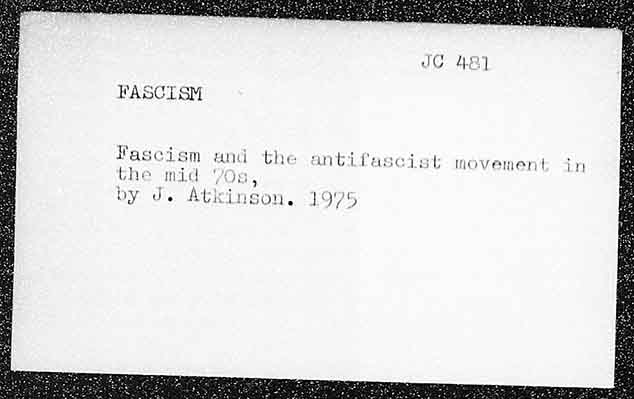 JC 481
FASCISM
Fascism and the antifascist movement in
the mid 70s,
by J. Atkinson. 1975